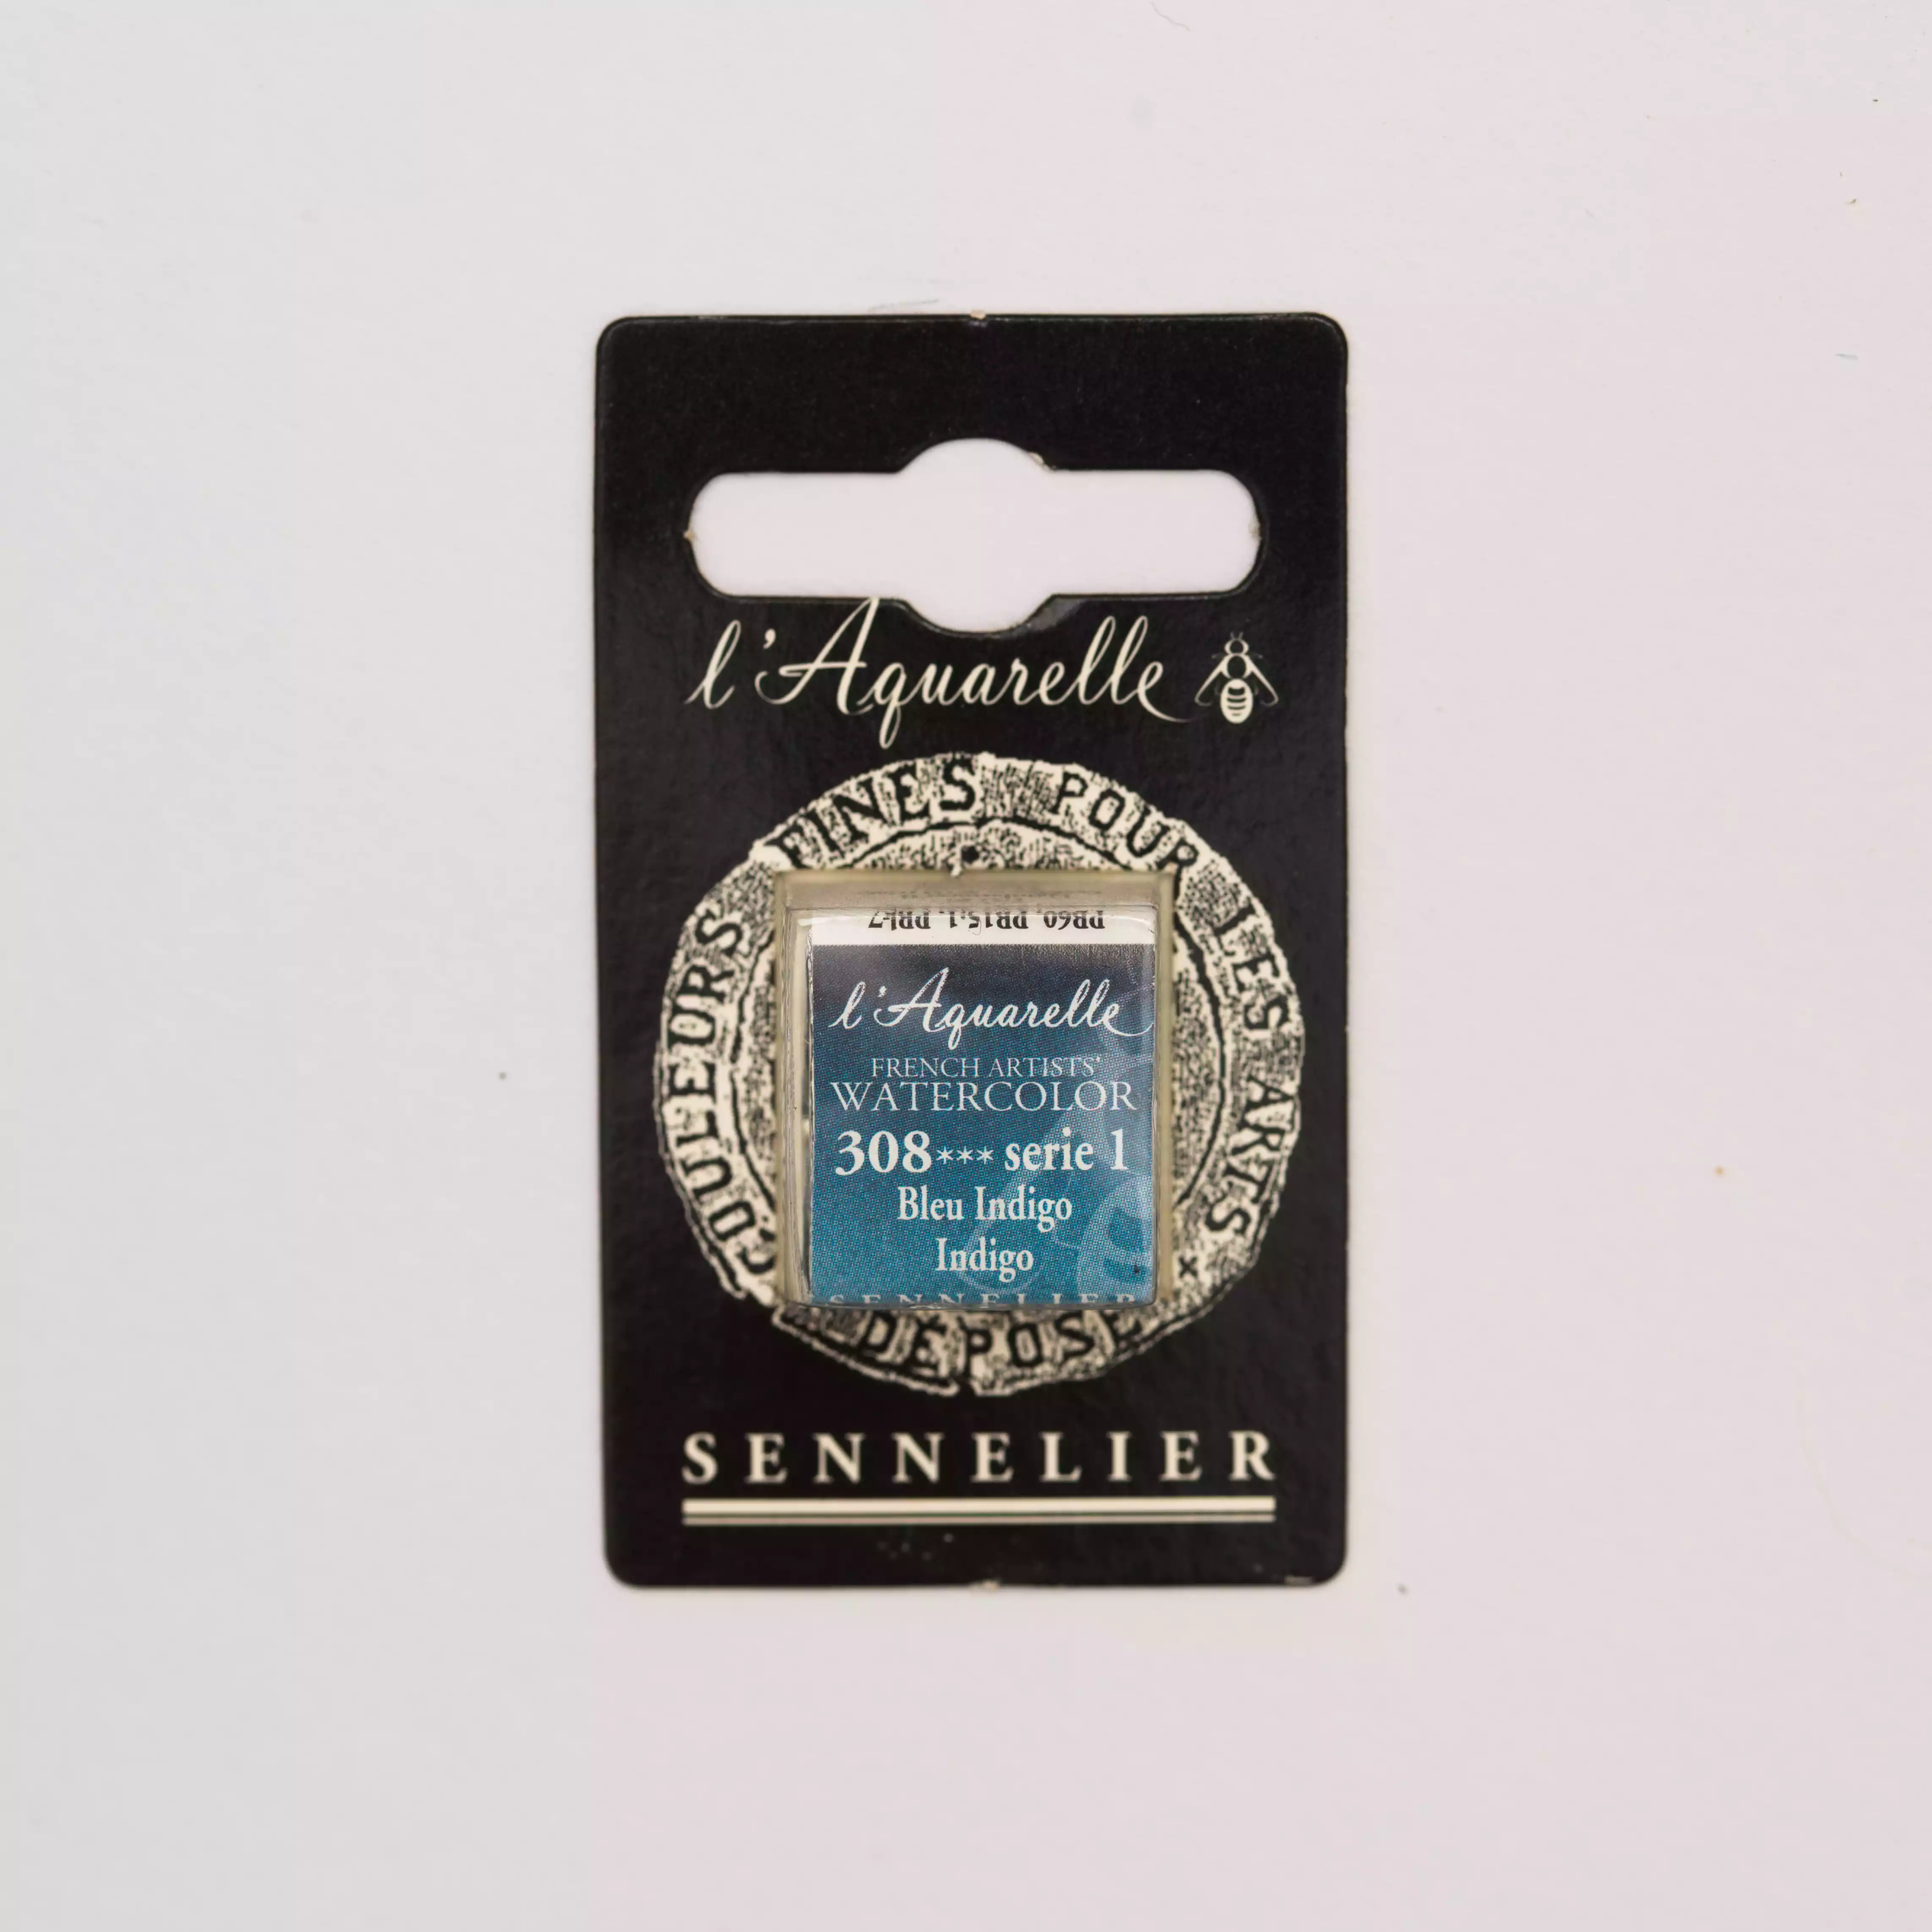 l'Aquarelle
COULEURS FINES POUR LES ARTS
PB60, PB15:1, PBk7
l'Aquarelle
FRENCH ARTISTS'
WATERCOLOR
308*** serie 1
Bleu Indigo
Indigo
SENNELIER
DÉPOSÉ
SENNELIER